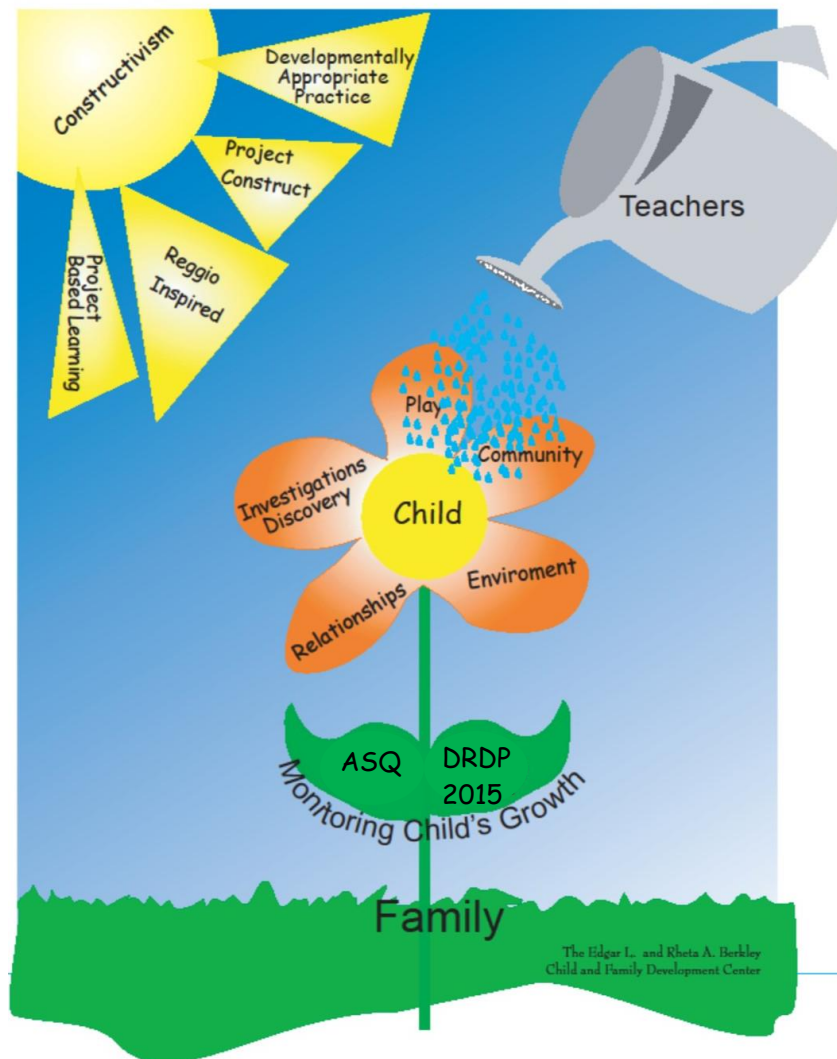 Constructivism
Developmentally
Appropriate
Practice
Project
Construct
Reggio
Inspired
Project
Based Learning
Teachers
Play
Community
Investigations
Discovery
Child
Enviroment
Relationships
ASQ
DRDP
2015
Monitoring Child's Growth
Family
The Edgar L. and Rheta A. Berkley
Child and Family Development Center